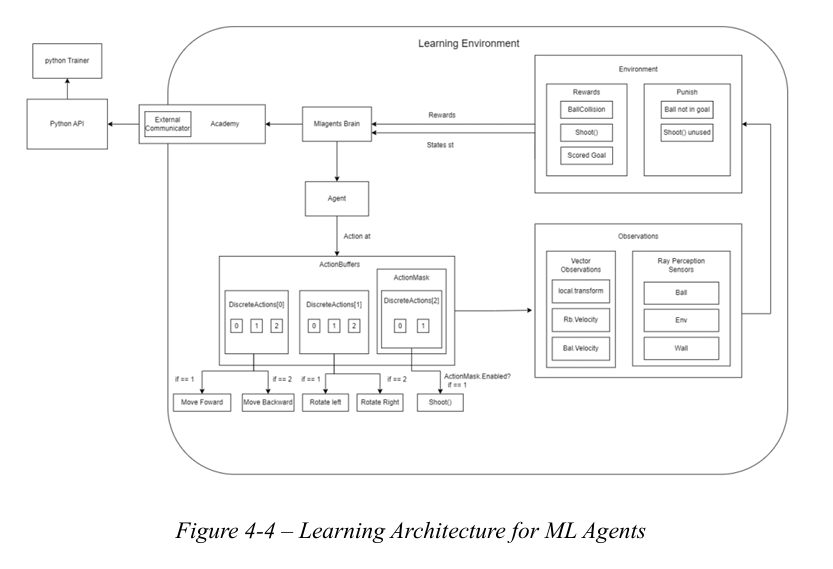 Learning Environment
python Trainer
Python API
External
Communicator
Academy
Mlagents Brain
Rewards
States st
Environment
Rewards
BallCollision
Shoot()
Scored Goal
Punish
Ball not in goal
Shoot() unused
Agent
Action at
ActionBuffers
DiscreteActions[0]
0 1 2
DiscreteActions[1]
0 1 2
ActionMask
DiscreteActions[2]
0 1
if == 1
if == 2
if == 1
if == 2
ActionMask.Enabled?
if == 1
Move Foward
Move Backward
Rotate left
Rotate Right
Shoot()
Observations
Vector
Observations
local.transform
Rb.Velocity
Bal.Velocity
Ray Perception
Sensors
Ball
Env
Wall
Figure 4-4 – Learning Architecture for ML Agents